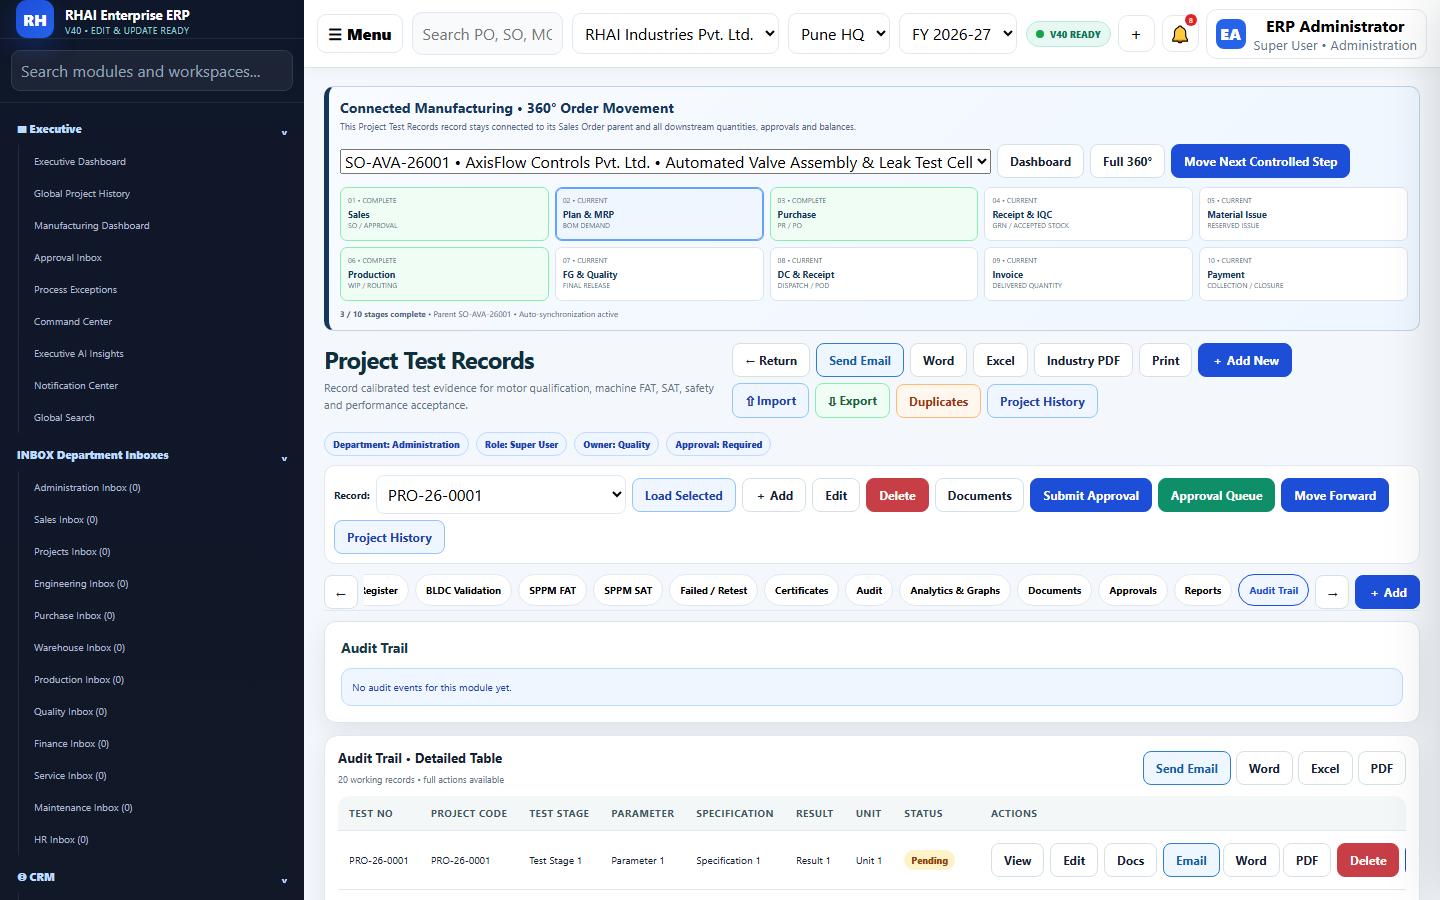 RH
RHAI Enterprise ERP
V40 • EDIT & UPDATE READY
Search modules and workspaces...
Executive
Executive Dashboard
Global Project History
Manufacturing Dashboard
Approval Inbox
Process Exceptions
Command Center
Executive AI Insights
Notification Center
Global Search
INBOX Department Inboxes
Administration Inbox (0)
Sales Inbox (0)
Projects Inbox (0)
Engineering Inbox (0)
Purchase Inbox (0)
Warehouse Inbox (0)
Production Inbox (0)
Quality Inbox (0)
Finance Inbox (0)
Service Inbox (0)
Maintenance Inbox (0)
HR Inbox (0)
CRM
☰ Menu
Search PO, SO, MO
RHAI Industries Pvt. Ltd.
Pune HQ
FY 2026-27
V40 READY
+
8
EA
ERP Administrator
Super User • Administration
Connected Manufacturing • 360° Order Movement
This Project Test Records record stays connected to its Sales Order parent and all downstream quantities, approvals and balances.
SO-AVA-26001 • AxisFlow Controls Pvt. Ltd. • Automated Valve Assembly & Leak Test Cell
Dashboard
Full 360°
Move Next Controlled Step
01 • COMPLETE
Sales
SO / APPROVAL
02 • CURRENT
Plan & MRP
BOM DEMAND
03 • COMPLETE
Purchase
PR / PO
04 • CURRENT
Receipt & IQC
GRN / ACCEPTED STOCK
05 • CURRENT
Material Issue
RESERVED ISSUE
06 • COMPLETE
Production
WIP / ROUTING
07 • CURRENT
FG & Quality
FINAL RELEASE
08 • CURRENT
DC & Receipt
DISPATCH / POD
09 • CURRENT
Invoice
DELIVERED QUANTITY
10 • CURRENT
Payment
COLLECTION / CLOSURE
3 / 10 stages complete • Parent SO-AVA-26001 • Auto-synchronization active
Project Test Records
Record calibrated test evidence for motor qualification, machine FAT, SAT, safety
and performance acceptance.
← Return
Send Email
Word
Excel
Industry PDF
Print
+ Add New
⇧ Import
⇩ Export
Duplicates
Project History
Department: Administration
Role: Super User
Owner: Quality
Approval: Required
Record:
PRO-26-0001
Load Selected
+ Add
Edit
Delete
Documents
Submit Approval
Approval Queue
Move Forward
Project History
←
Register
BLDC Validation
SPPM FAT
SPPM SAT
Failed / Retest
Certificates
Audit
Analytics & Graphs
Documents
Approvals
Reports
Audit Trail
→
+ Add
Audit Trail
No audit events for this module yet.
Audit Trail • Detailed Table
20 working records • full actions available
Send Email
Word
Excel
PDF
TEST NO PROJECT CODE TEST STAGE PARAMETER SPECIFICATION RESULT UNIT STATUS ACTIONS
PRO-26-0001 PRO-26-0001 Test Stage 1 Parameter 1 Specification 1 Result 1 Unit 1 Pending View Edit Docs Email Word PDF Delete